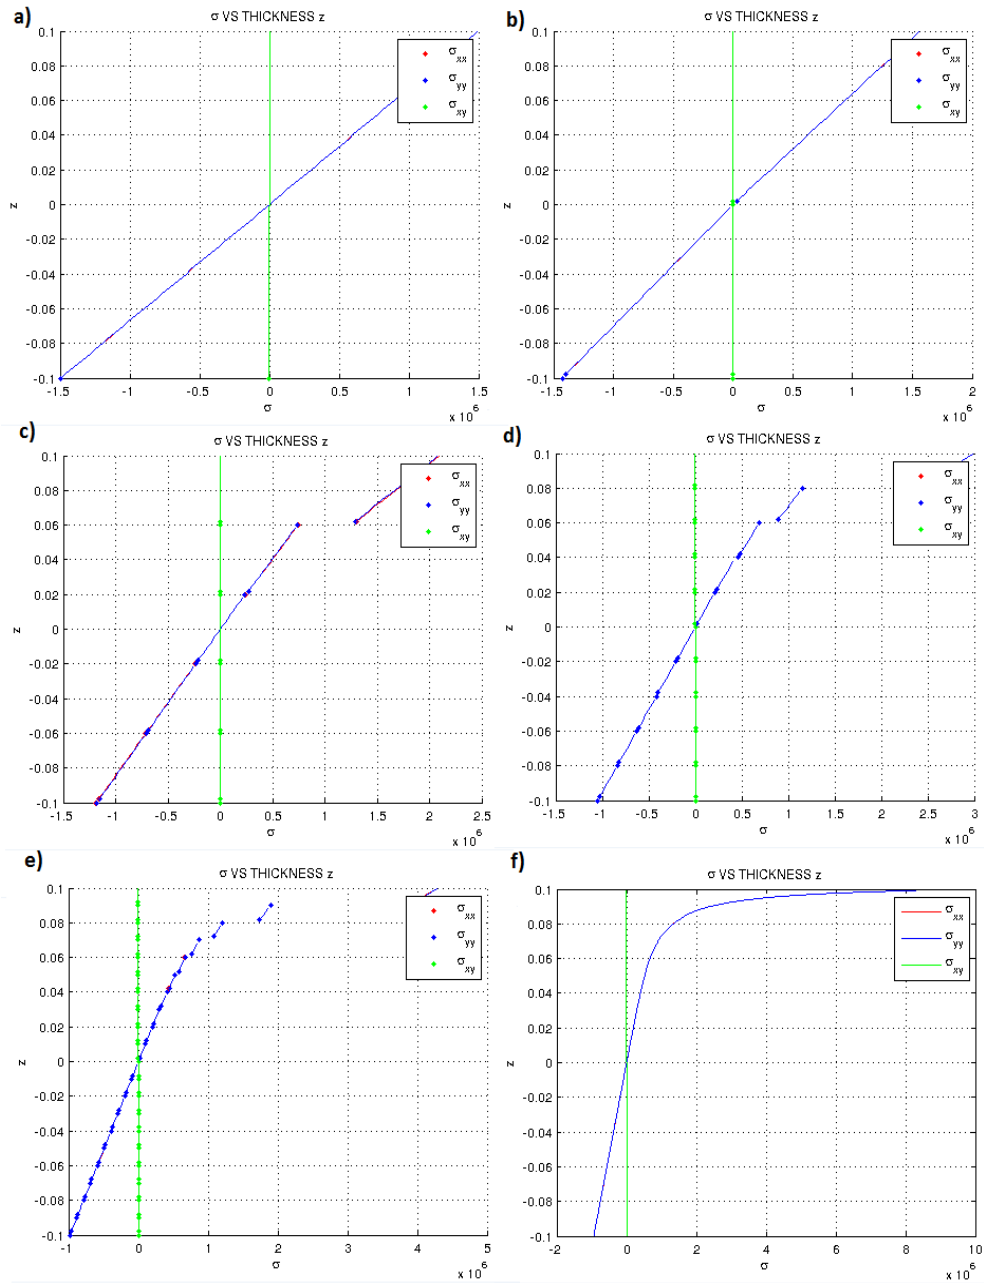 a)
σ VS THICKNESS z
0.1
0.08
0.06
0.04
0.02
0
-0.02
-0.04
-0.06
-0.08
-0.1
z
-1.5 -1 -0.5 0 0.5 1 1.5
σ
x 10^6
σxx
σyy
σxy
b)
σ VS THICKNESS z
0.1
0.08
0.06
0.04
0.02
0
-0.02
-0.04
-0.06
-0.08
-0.1
z
-1.5 -1 -0.5 0 0.5 1 1.5 2
σ
x 10^6
σxx
σyy
σxy
c)
σ VS THICKNESS z
0.1
0.08
0.06
0.04
0.02
0
-0.02
-0.04
-0.06
-0.08
-0.1
z
-1.5 -1 -0.5 0 0.5 1 1.5 2 2.5
σ
x 10^6
σxx
σyy
σxy
d)
σ VS THICKNESS z
0.1
0.08
0.06
0.04
0.02
0
-0.02
-0.04
-0.06
-0.08
-0.1
z
-1.5 -1 -0.5 0 0.5 1 1.5 2 2.5 3
σ
x 10^6
σxx
σyy
σxy
e)
σ VS THICKNESS z
0.1
0.08
0.06
0.04
0.02
0
-0.02
-0.04
-0.06
-0.08
-0.1
z
-1 0 1 2 3 4 5
σ
x 10^6
σxx
σyy
σxy
f)
σ VS THICKNESS z
0.1
0.08
0.06
0.04
0.02
0
-0.02
-0.04
-0.06
-0.08
-0.1
z
-2 0 2 4 6 8 10
σ
x 10^6
σxx
σyy
σxy